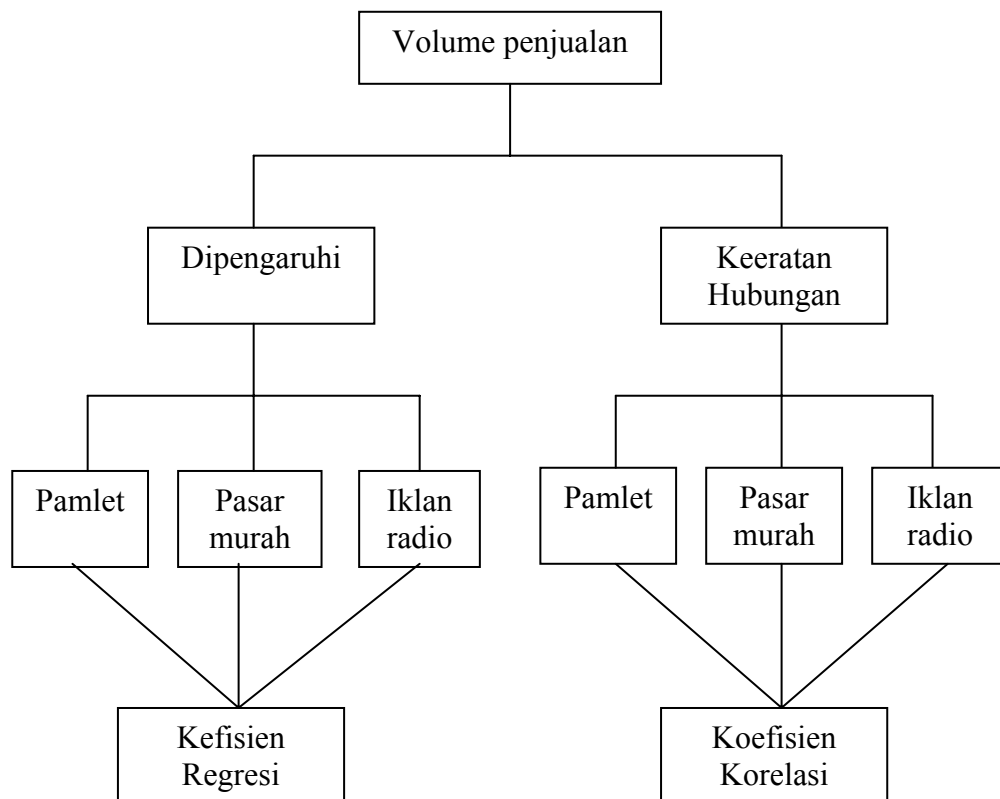 Volume penjualan
Dipengaruhi
Keeratan
Hubungan
Pamlet
Pasar
murah
Iklan
radio
Pamlet
Pasar
murah
Iklan
radio
Kefisien
Regresi
Koefisien
Korelasi